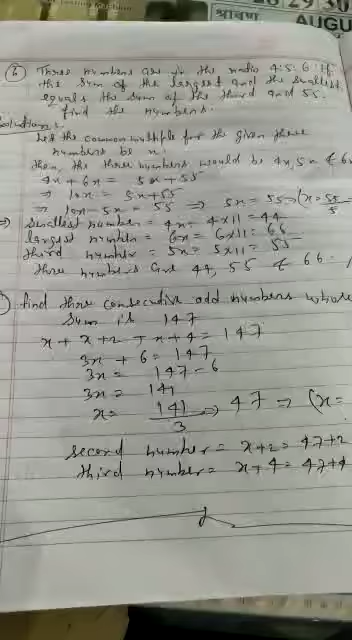 श्रावण
28 29 30
AUGU
6) Three numbers are in the ratio 4:5:6. If
the sum of the largest and the smallest
equals the sum of the third and 55.
find the numbers.
Solution:-
Let the common multiple for the given three
numbers be x.
Then, the three numbers would be 4x, 5x & 6x
4x + 6x = 5x + 55
⇒ 10x = 5x + 55
⇒ 10x - 5x = 55 ⇒ 5x = 55 (x = 55/5
⇒ Smallest number = 4x = 4×11 = 44
largest number = 6x = 6×11 = 66
third number = 5x = 5×11 = 55
Three numbers are 44, 55 & 66.
) find three consecutive odd numbers whose
sum is 147
x + x + 2 + x + 4 = 147
3x + 6 = 147
3x = 147 - 6
3x = 141
x = 141/3 ⇒ 47 ⇒ (x =
second number = x+2 = 47+2
third number = x+4 = 47+4